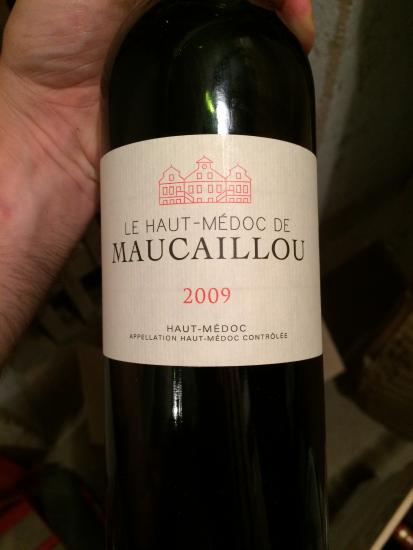 LE HAUT-MÉDOC DE
MAUCAILLOU
2009
HAUT-MÉDOC
APPELLATION HAUT-MÉDOC CONTRÔLÉE